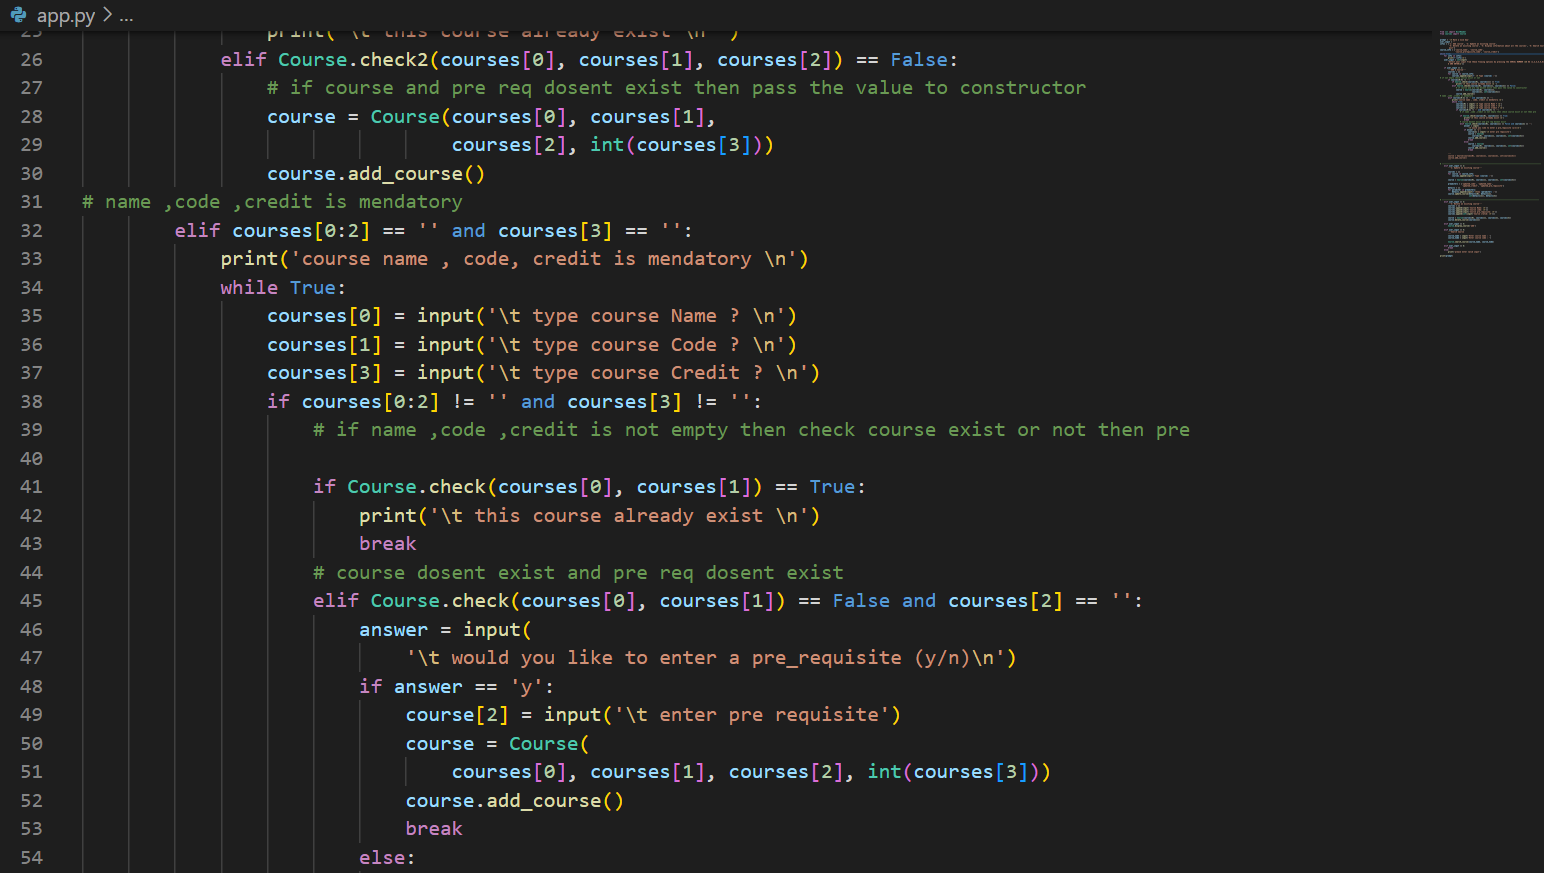 app.py > ...
25 print('\t this course already exist \n')
26 elif Course.check2(courses[0], courses[1], courses[2]) == False:
27 # if course and pre req dosent exist then pass the value to constructor
28 course = Course(courses[0], courses[1],
29 courses[2], int(courses[3]))
30 course.add_course()
31 # name ,code ,credit is mendatory
32 elif courses[0:2] == '' and courses[3] == '':
33 print('course name , code, credit is mendatory \n')
34 while True:
35 courses[0] = input('\t type course Name ? \n')
36 courses[1] = input('\t type course Code ? \n')
37 courses[3] = input('\t type course Credit ? \n')
38 if courses[0:2] != '' and courses[3] != '':
39 # if name ,code ,credit is not empty then check course exist or not then pre
40
41 if Course.check(courses[0], courses[1]) == True:
42 print('\t this course already exist \n')
43 break
44 # course dosent exist and pre req dosent exist
45 elif Course.check(courses[0], courses[1]) == False and courses[2] == '':
46 answer = input(
47 '\t would you like to enter a pre_requisite (y/n)\n')
48 if answer == 'y':
49 course[2] = input('\t enter pre requisite')
50 course = Course(
51 courses[0], courses[1], courses[2], int(courses[3]))
52 course.add_course()
53 break
54 else: